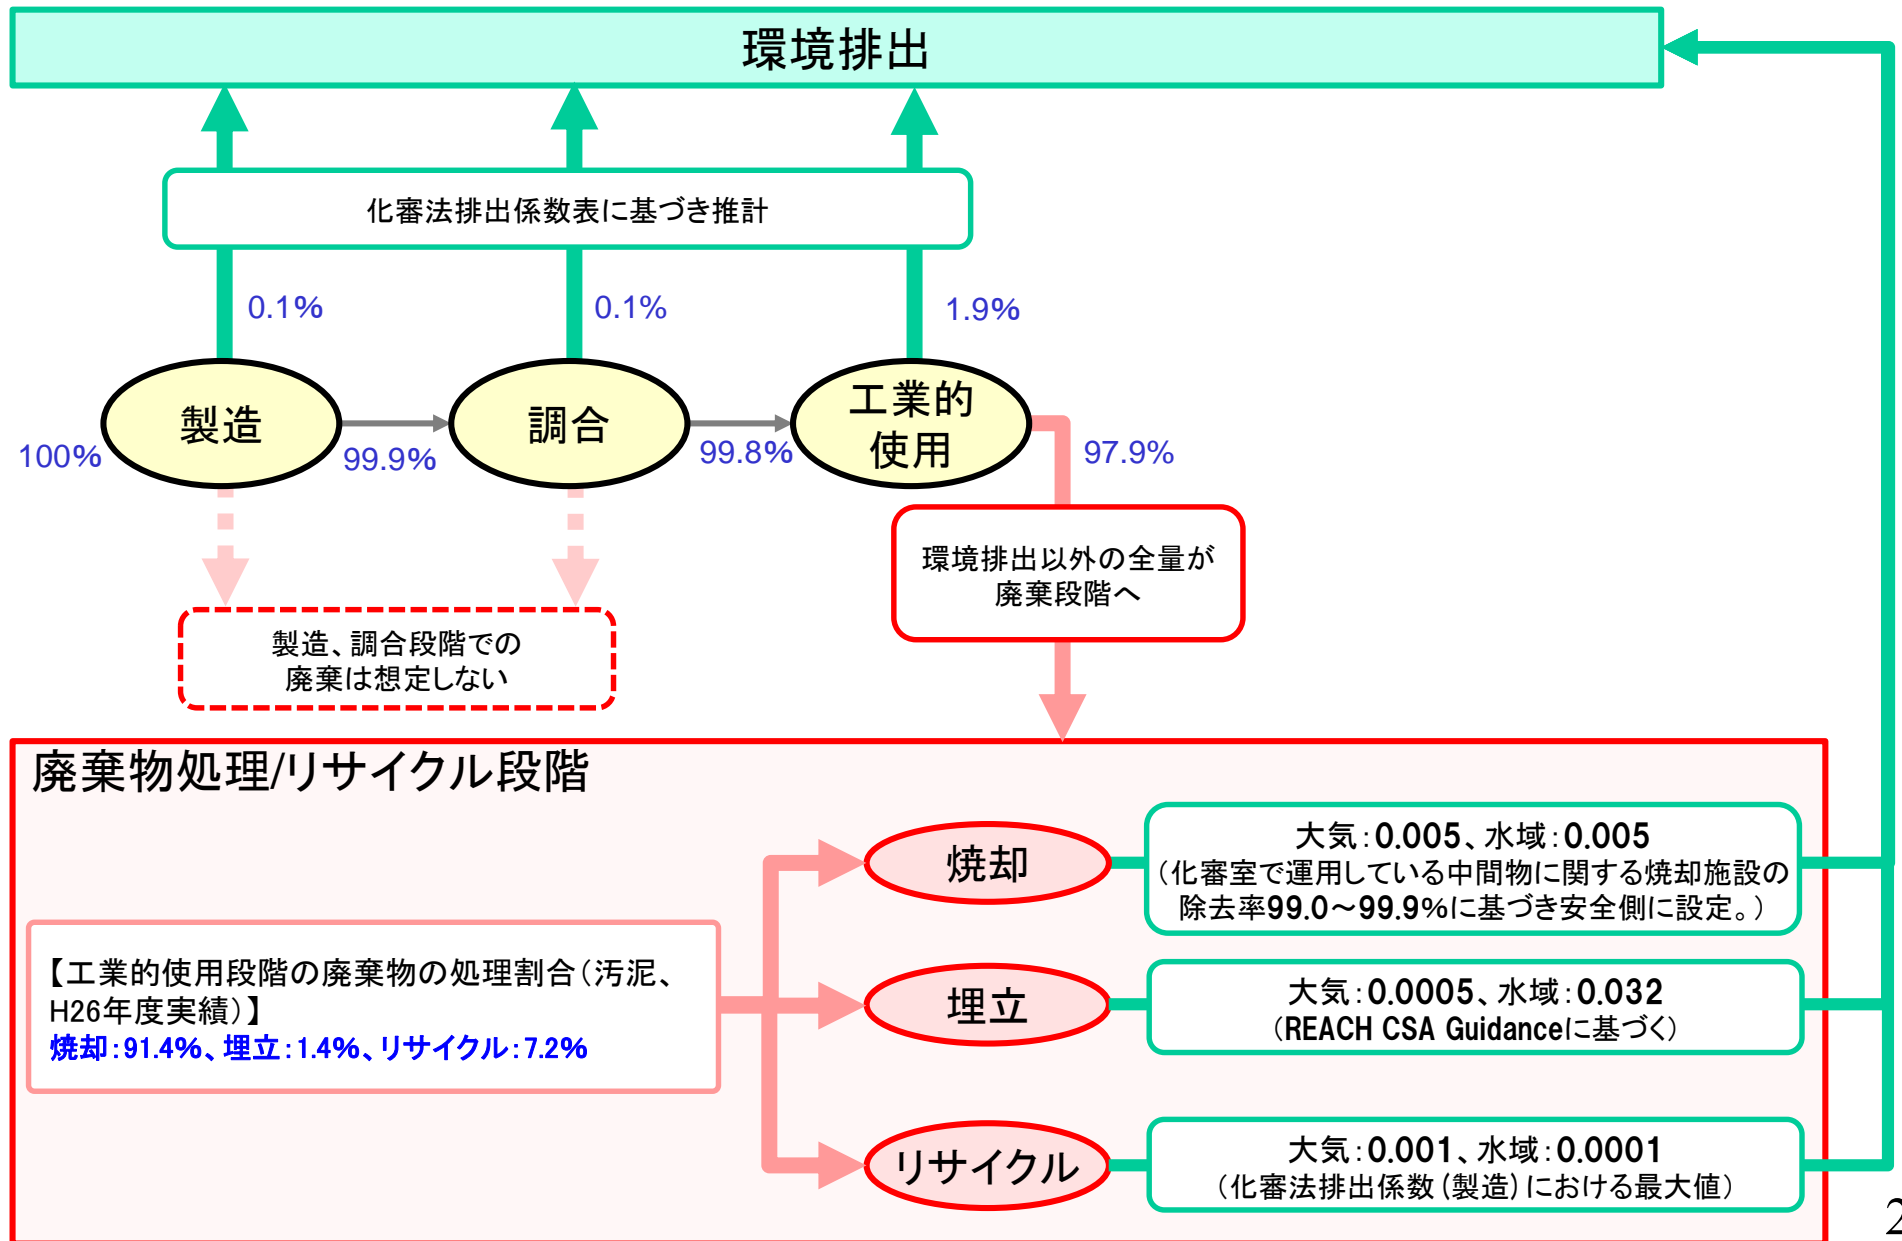 環境排出
化審法排出係数表に基づき推計
0.1%
0.1%
1.9%
製造
調合
工業的
使用
100%
99.9%
99.8%
97.9%
環境排出以外の全量が
廃棄段階へ
製造、調合段階での
廃棄は想定しない
廃棄物処理/リサイクル段階
【工業的使用段階の廃棄物の処理割合(汚泥、
H26年度実績)】
焼却:91.4%、埋立:1.4%、リサイクル:7.2%
焼却
大気:0.005、水域:0.005
(化審室で運用している中間物に関する焼却施設の
除去率99.0～99.9%に基づき安全側に設定。)
埋立
大気:0.0005、水域:0.032
(REACH CSA Guidanceに基づく)
リサイクル
大気:0.001、水域:0.0001
(化審法排出係数(製造)における最大値)
2